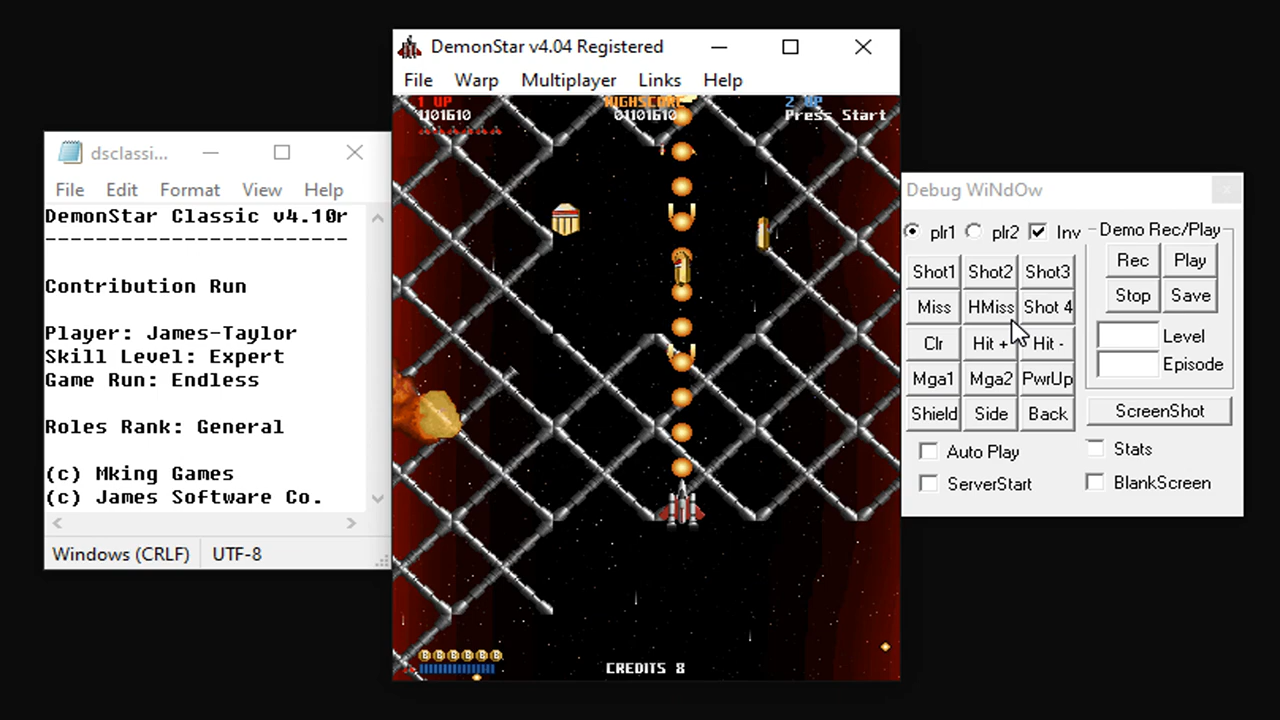 dsclassi...
File Edit Format View Help
DemonStar Classic v4.10r
------------------------
Contribution Run
Player: James-Taylor
Skill Level: Expert
Game Run: Endless
Roles Rank: General
(c) Mking Games
(c) James Software Co.
Windows (CRLF) UTF-8
DemonStar v4.04 Registered
File Warp Multiplayer Links Help
1 UP HIGHSCORE 2 UP
1101610 01101610 Press Start
B B B B B B
CREDITS 8
Debug WiNdOw
plr1 plr2 Inv
Shot1 Shot2 Shot3
Miss HMiss Shot 4
Clr Hit + Hit -
Mga1 Mga2 PwrUp
Shield Side Back
Auto Play
ServerStart
Demo Rec/Play
Rec Play
Stop Save
Level
Episode
ScreenShot
Stats
BlankScreen